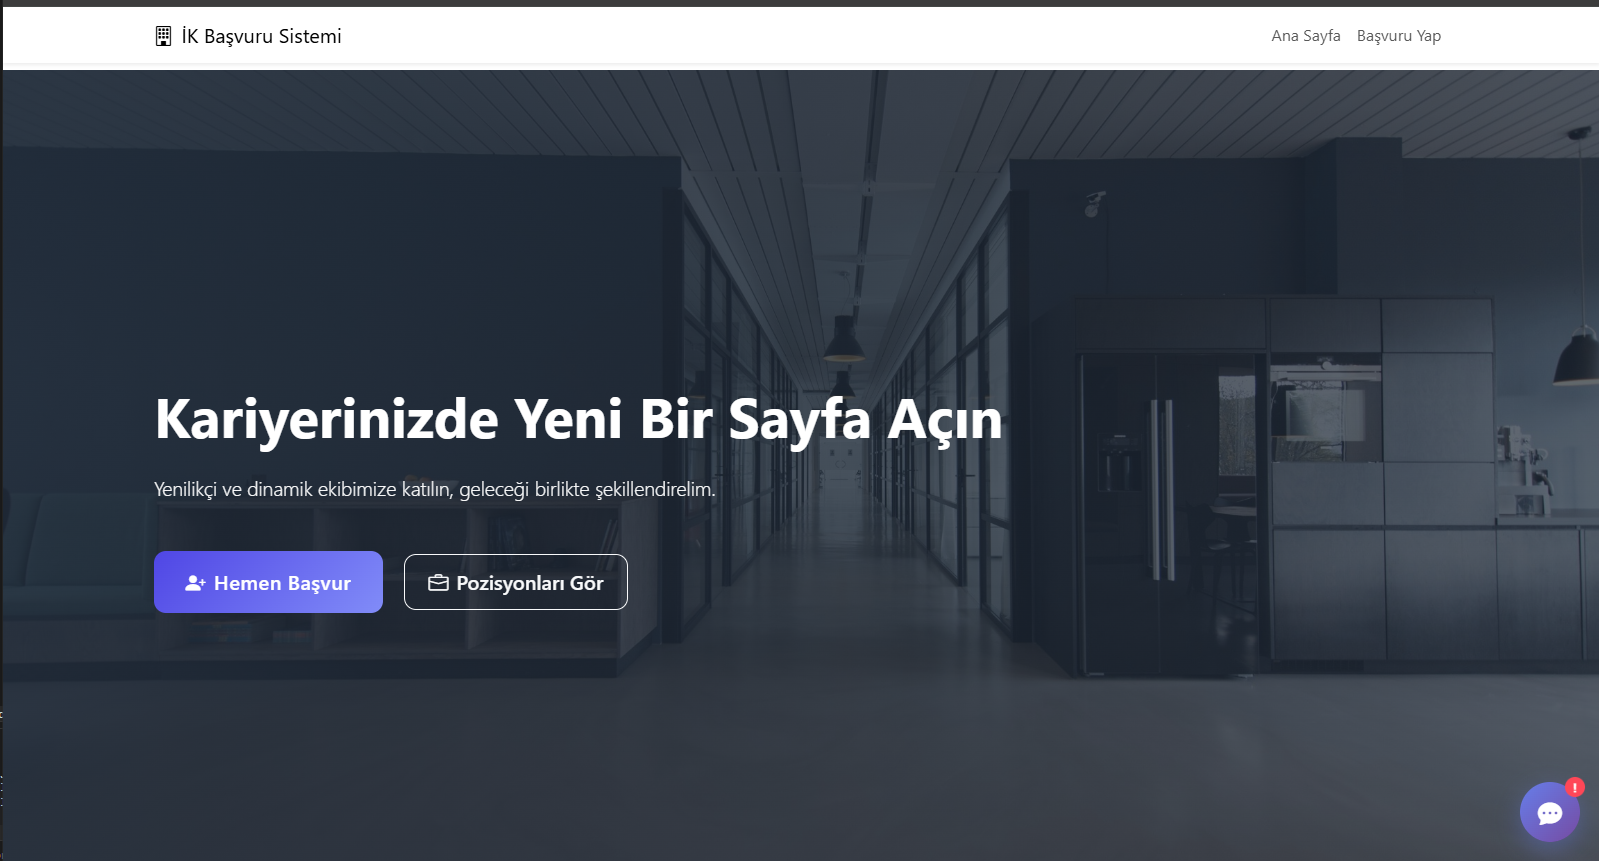 İK Başvuru Sistemi
Ana Sayfa Başvuru Yap
Kariyerinizde Yeni Bir Sayfa Açın
Yenilikçi ve dinamik ekibimize katılın, geleceği birlikte şekillendirelim.
Hemen Başvur
Pozisyonları Gör
!